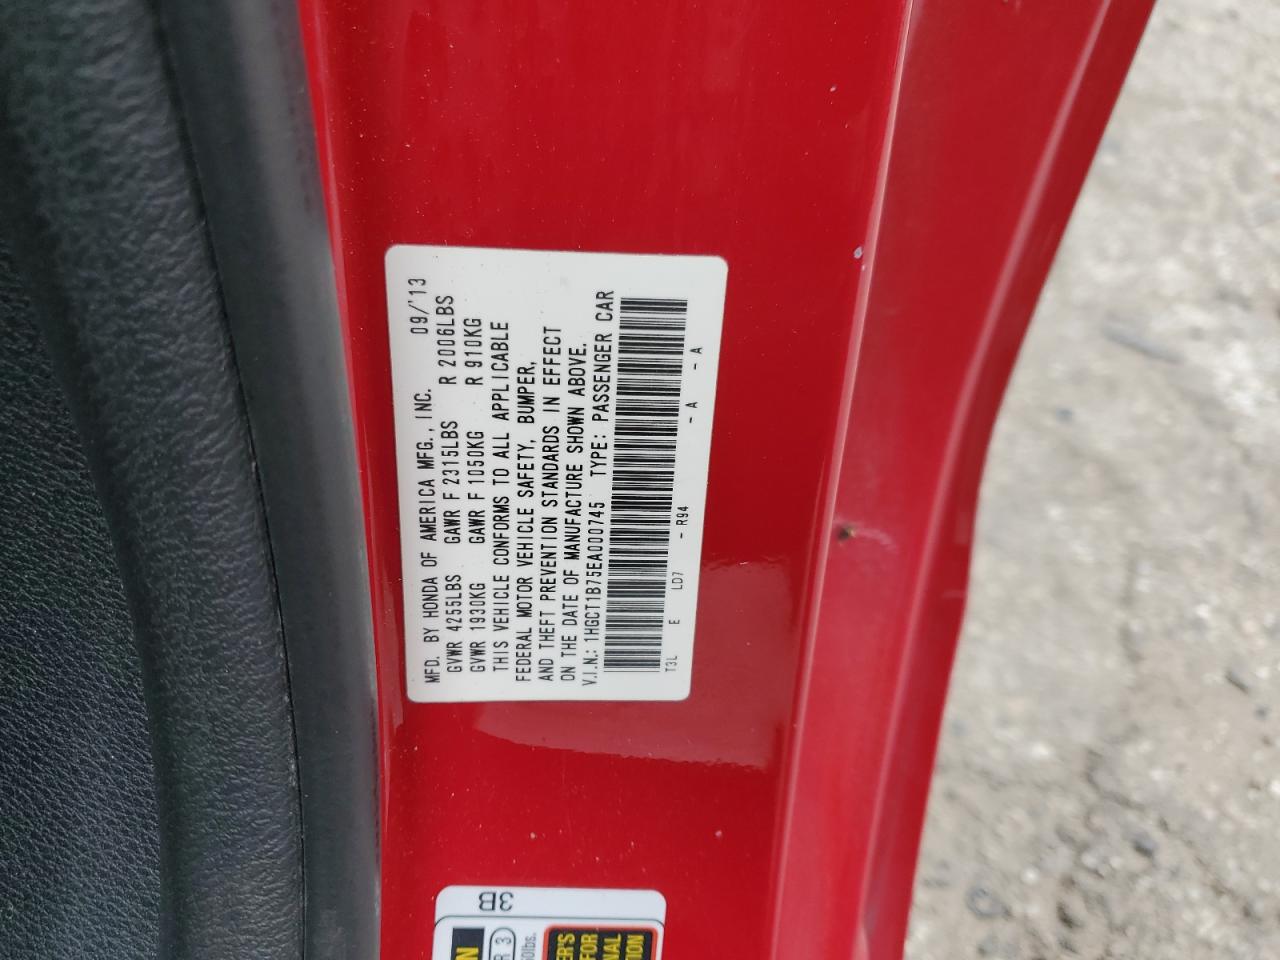 MFD. BY HONDA OF AMERICA MFG., INC. 09/'13
GVWR 4255LBS GAWR F 2315LBS R 2006LBS
GVWR 1930KG GAWR F 1050KG R 910KG
THIS VEHICLE CONFORMS TO ALL APPLICABLE
FEDERAL MOTOR VEHICLE SAFETY, BUMPER,
AND THEFT PREVENTION STANDARDS IN EFFECT
ON THE DATE OF MANUFACTURE SHOWN ABOVE.
V.I.N.: 1HGCT1B75EA000745 TYPE: PASSENGER CAR
T3L E LD7 - R94 - A - A
3B
R 3